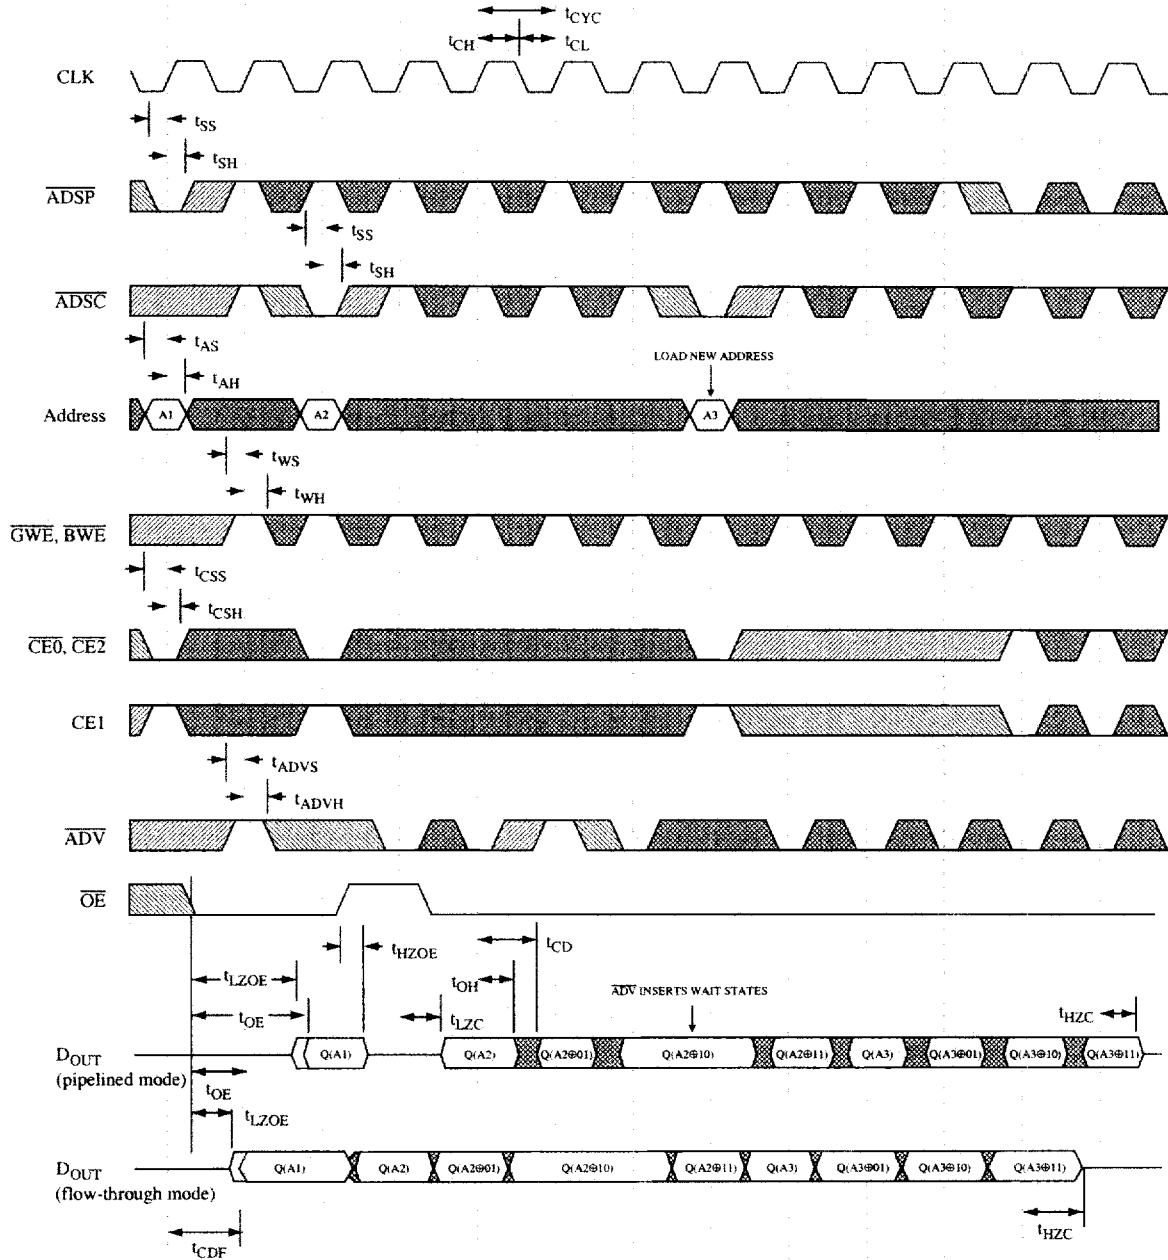 tCYC
tCH
tCL
CLK
tSS
tSH
ADSP
tSS
tSH
ADSC
tAS
LOAD NEW ADDRESS
tAH
Address
A1
A2
A3
tWS
tWH
GWE, BWE
tCSS
tCSH
CE0, CE2
CE1
tADVS
tADVH
ADV
OE
tCD
tHZOE
tLZOE
tOH
ADV INSERTS WAIT STATES
tOE
tLZC
tHZC
DOUT
(pipelined mode)
Q(A1)
Q(A2)
Q(A2⊕01)
Q(A2⊕10)
Q(A2⊕11)
Q(A3)
Q(A3⊕01)
Q(A3⊕10)
Q(A3⊕11)
tOE
tLZOE
DOUT
(flow-through mode)
Q(A1)
Q(A2)
Q(A2⊕01)
Q(A2⊕10)
Q(A2⊕11)
Q(A3)
Q(A3⊕01)
Q(A3⊕10)
Q(A3⊕11)
tHZC
tCDF